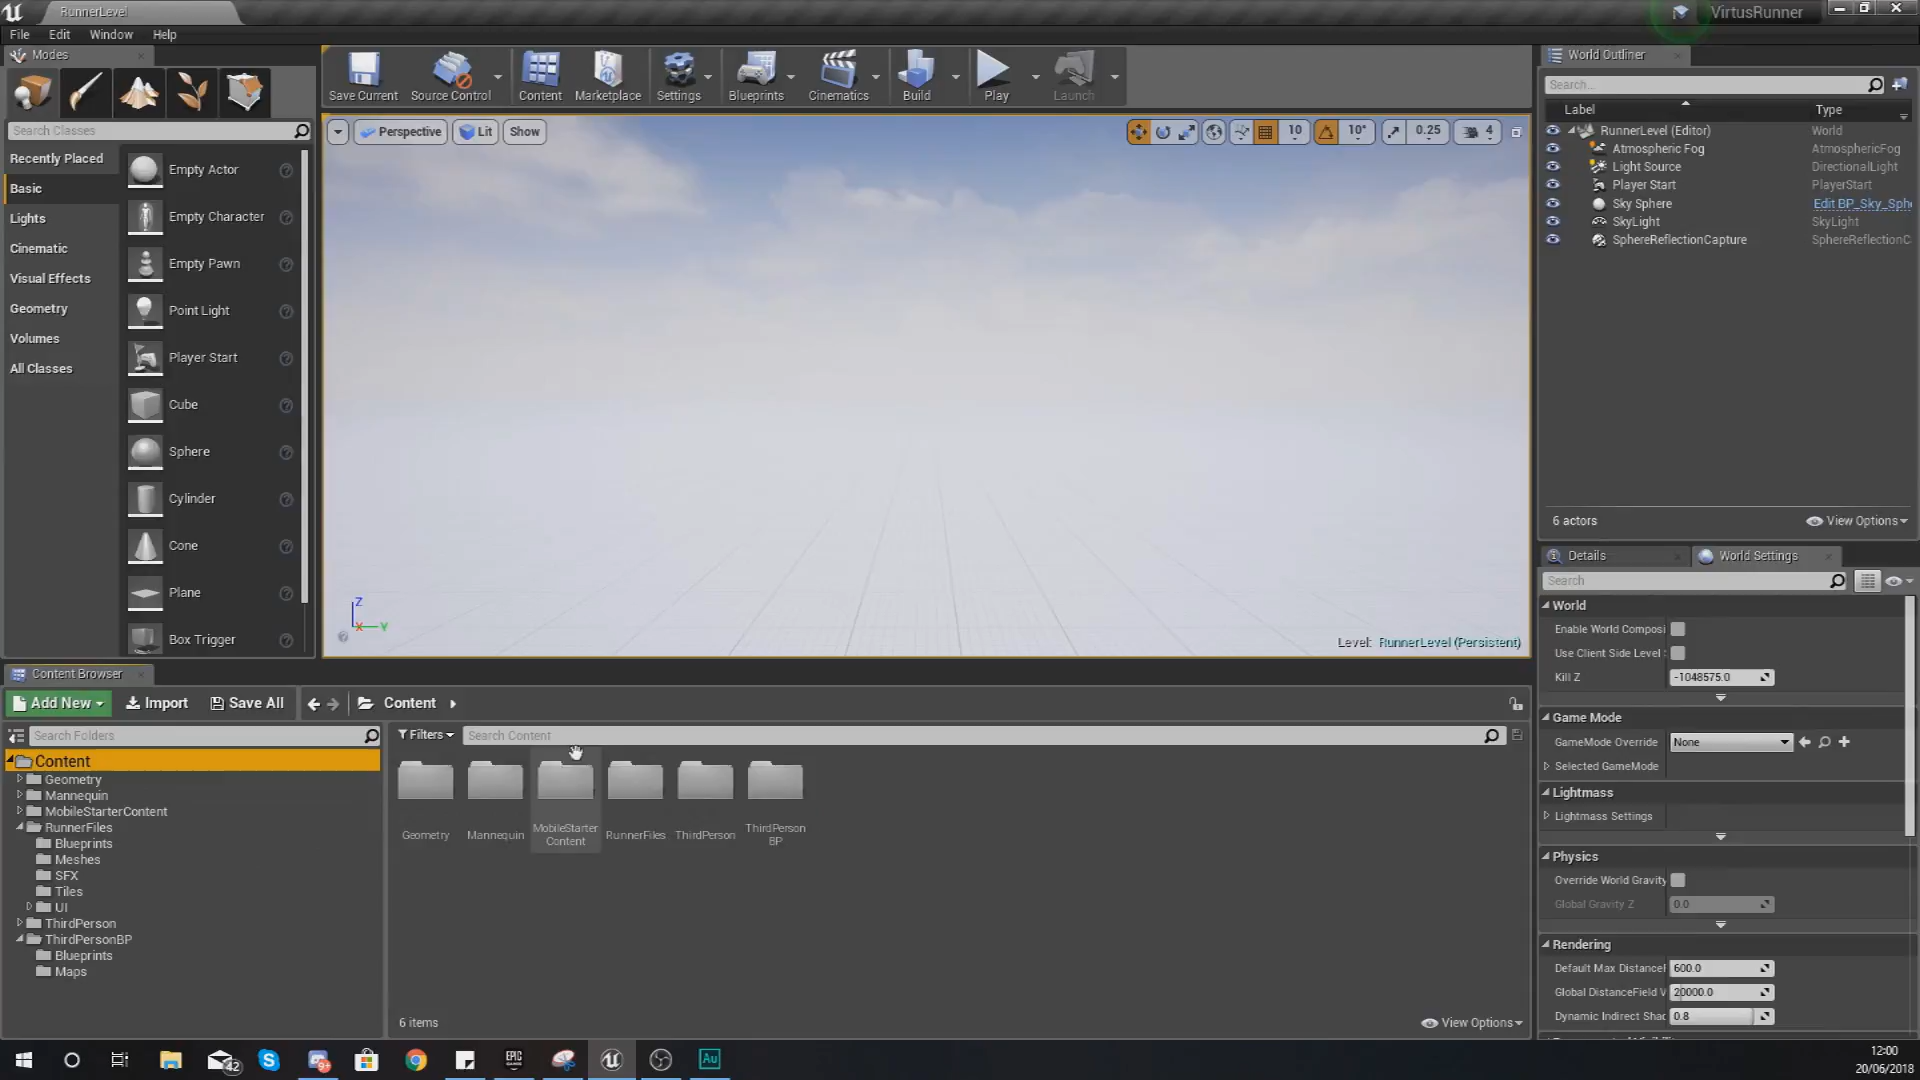 RunnerLevel
VirtusRunner
File Edit Window Help
Modes
Save Current
Source Control
Content
Marketplace
Settings
Blueprints
Cinematics
Build
Play
Launch
Search Classes
Recently Placed
Basic
Lights
Cinematic
Visual Effects
Geometry
Volumes
All Classes
Empty Actor
Empty Character
Empty Pawn
Point Light
Player Start
Cube
Sphere
Cylinder
Cone
Plane
Box Trigger
Perspective Lit Show
10 10° 0.25 4
Z
X Y
Level: RunnerLevel (Persistent)
World Outliner
Search...
Label Type
RunnerLevel (Editor) World
Atmospheric Fog AtmosphericFog
Light Source DirectionalLight
Player Start PlayerStart
Sky Sphere Edit BP_Sky_Sphe
SkyLight SkyLight
SphereReflectionCapture SphereReflectionC
6 actors View Options
Details World Settings
Search
World
Enable World Composi
Use Client Side Level
Kill Z -1048575.0
Game Mode
GameMode Override None
Selected GameMode
Lightmass
Lightmass Settings
Physics
Override World Gravity
Global Gravity Z 0.0
Rendering
Default Max DistanceF 600.0
Global DistanceField V 20000.0
Dynamic Indirect Shac 0.8
Content Browser
Add New Import Save All Content
Search Folders
Filters Search Content
Content
Geometry
Mannequin
MobileStarterContent
RunnerFiles
Blueprints
Meshes
SFX
Tiles
UI
ThirdPerson
ThirdPersonBP
Blueprints
Maps
Geometry
Mannequin
MobileStarter
Content
RunnerFiles
ThirdPerson
ThirdPerson
BP
6 items View Options
42
9+
EPIC
GAMES
Au
12:00
20/06/2018